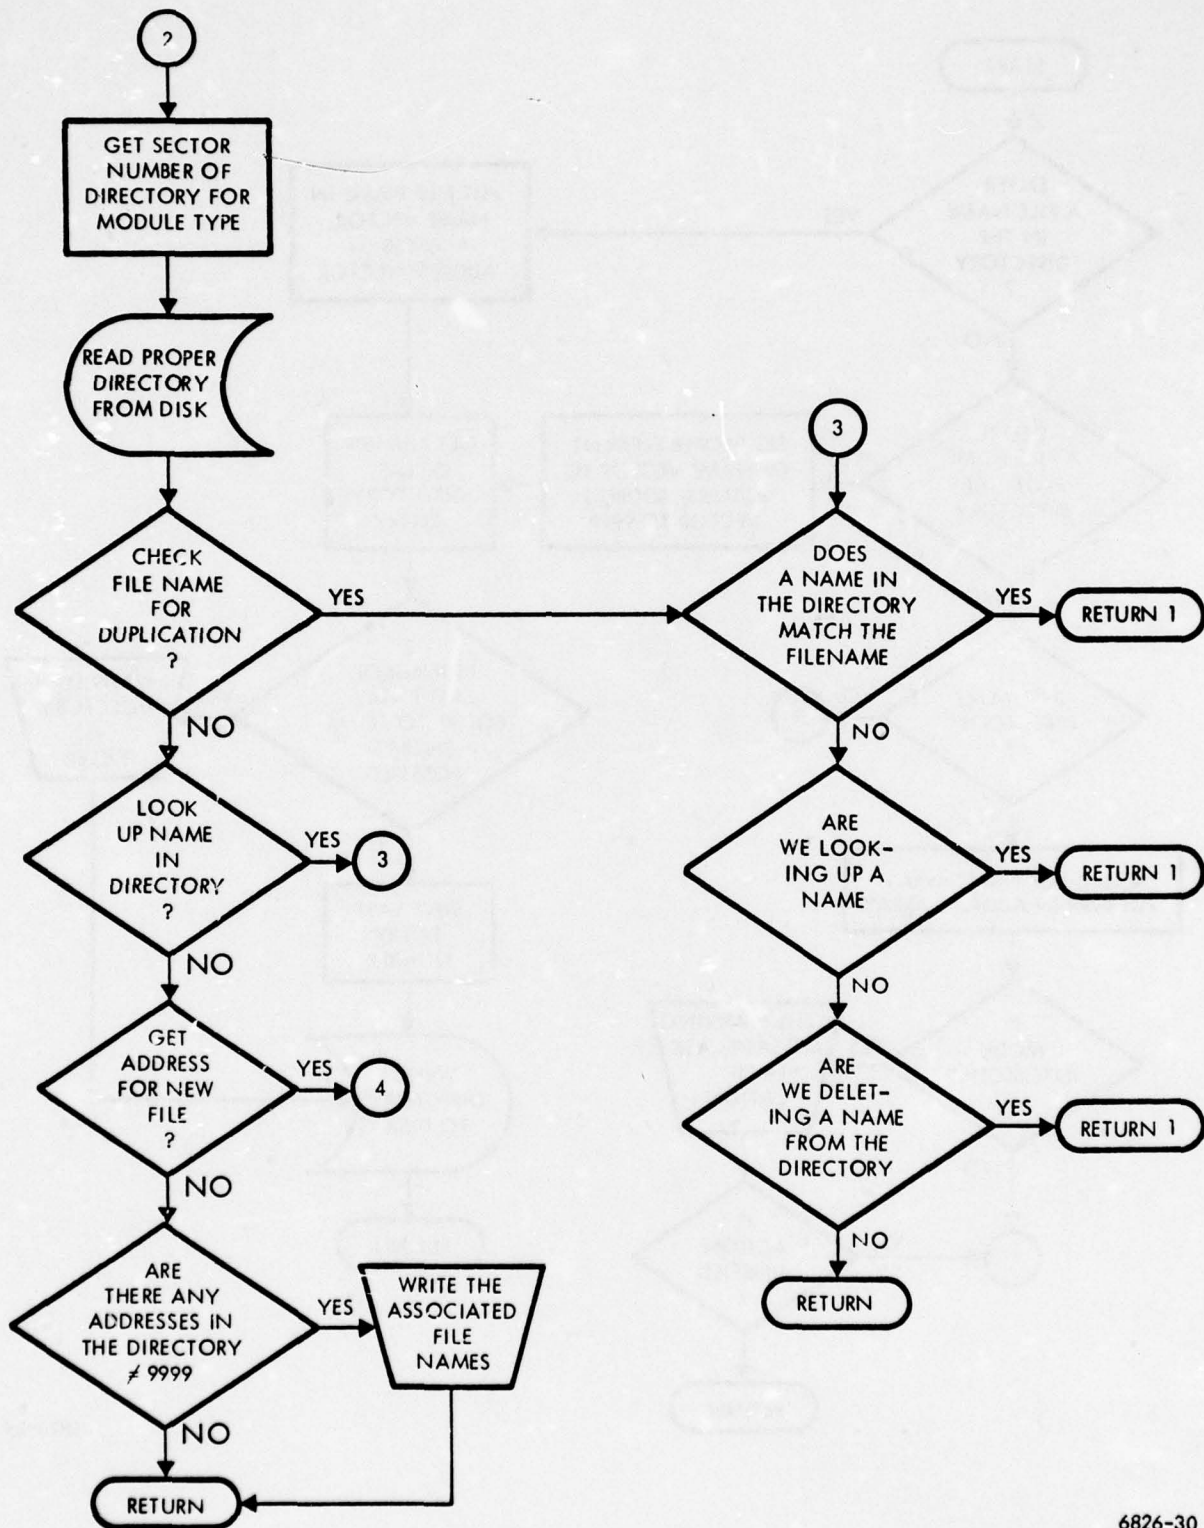 2
GET SECTOR
NUMBER OF
DIRECTORY FOR
MODULE TYPE
READ PROPER
DIRECTORY
FROM DISK
CHECK
FILE NAME
FOR
DUPLICATION
?
YES
NO
LOOK
UP NAME
IN
DIRECTORY
?
YES
3
NO
GET
ADDRESS
FOR NEW
FILE
?
YES
4
NO
ARE
THERE ANY
ADDRESSES IN
THE DIRECTORY
≠ 9999
YES
WRITE THE
ASSOCIATED
FILE
NAMES
NO
RETURN
3
DOES
A NAME IN
THE DIRECTORY
MATCH THE
FILENAME
YES
RETURN 1
NO
ARE
WE LOOK-
ING UP A
NAME
YES
RETURN 1
NO
ARE
WE DELET-
ING A NAME
FROM THE
DIRECTORY
YES
RETURN 1
NO
RETURN
6826-30